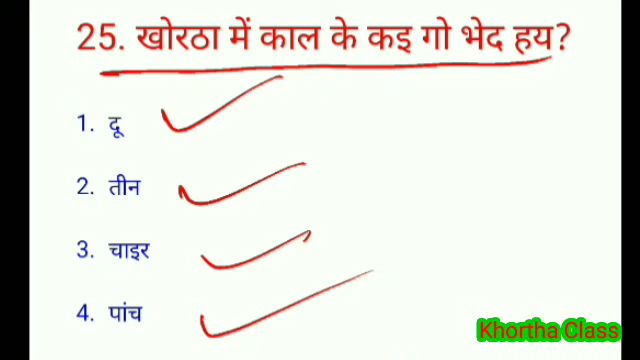 25. खोरठा में काल के कइ गो भेद हय?
1. दू
2. तीन
3. चाइर
4. पांच
Khortha Class